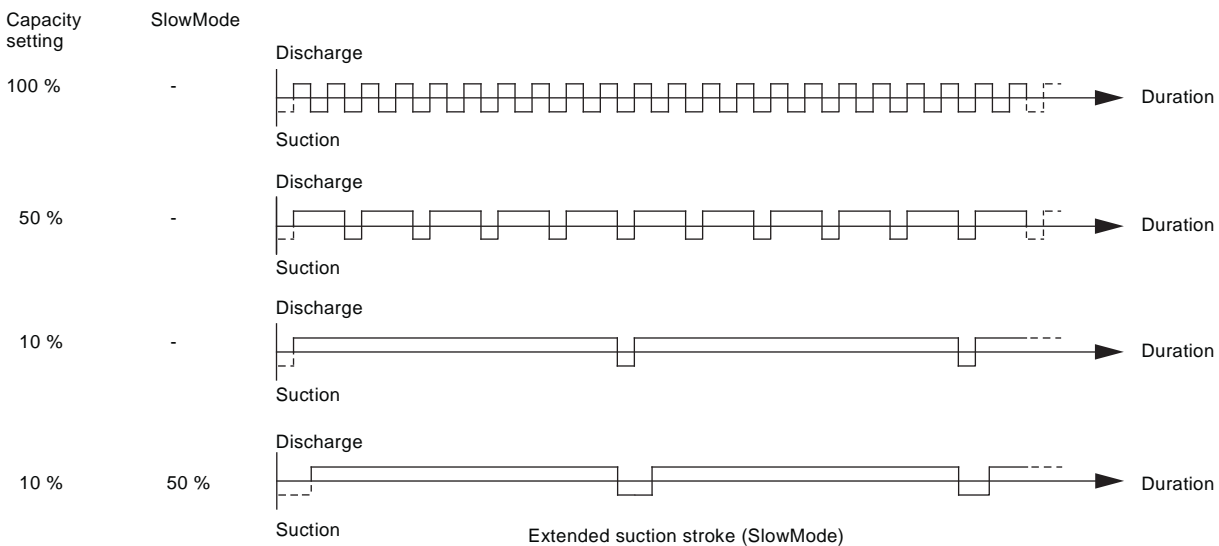 Capacity
setting
SlowMode
Discharge
100 %
-
Duration
Suction
Discharge
50 %
-
Duration
Suction
Discharge
10 %
-
Duration
Suction
Discharge
10 %
50 %
Duration
Suction
Extended suction stroke (SlowMode)